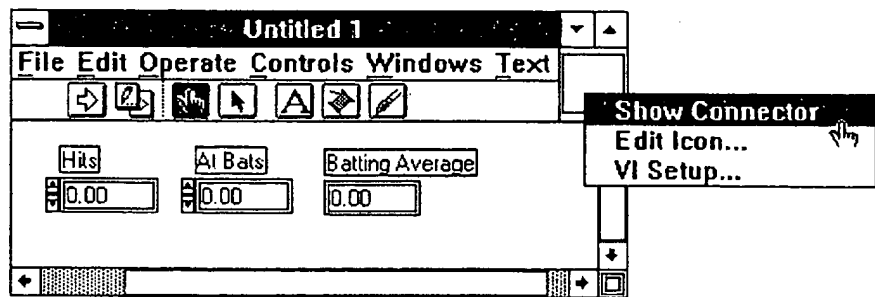 Untitled 1
File Edit Operate Controls Windows Text
A
Show Connector
Edit Icon...
VI Setup...
Hits
At Bats
Batting Average
0.00
0.00
0.00